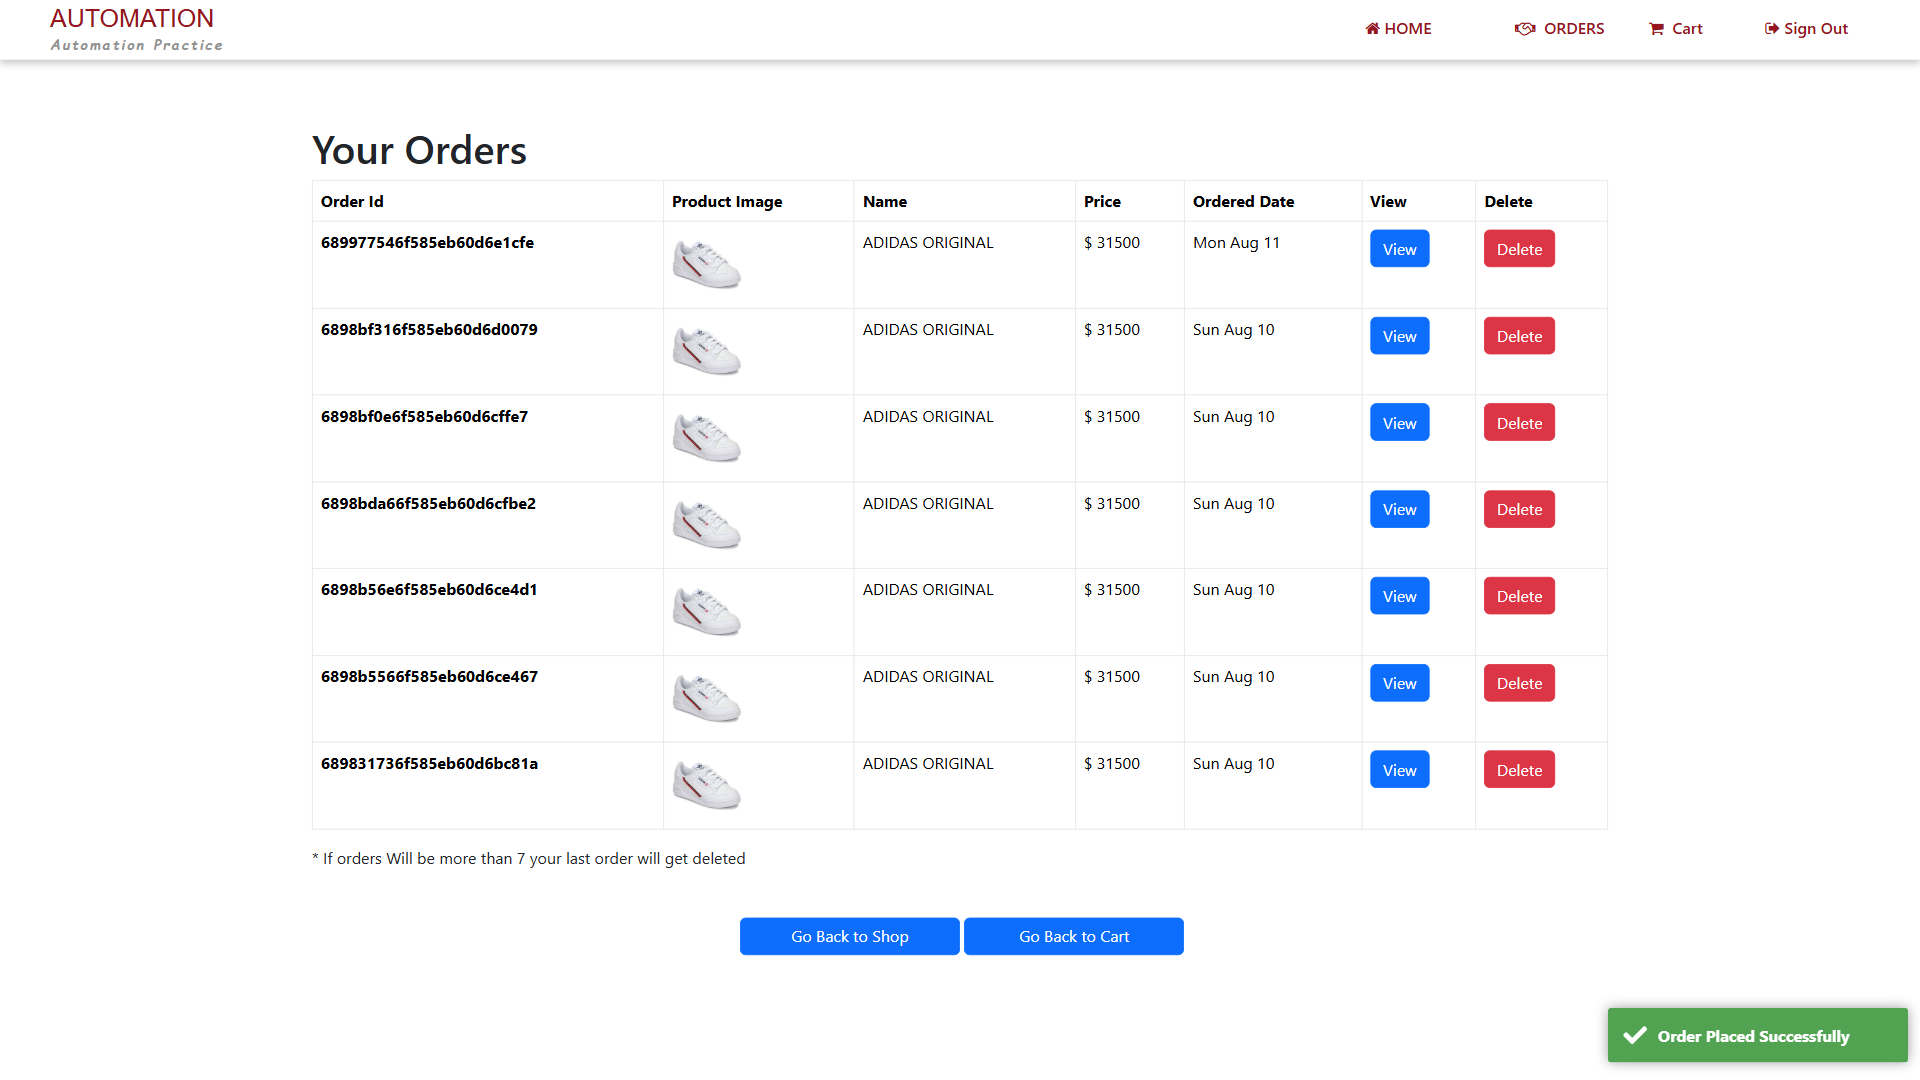 AUTOMATION
Automation Practice
HOME
ORDERS
Cart
Sign Out
Your Orders
Order Id Product Image Name Price Ordered Date View Delete
689977546f585eb60d6e1cfe ADIDAS ORIGINAL $ 31500 Mon Aug 11 View Delete
6898bf316f585eb60d6d0079 ADIDAS ORIGINAL $ 31500 Sun Aug 10 View Delete
6898bf0e6f585eb60d6cffe7 ADIDAS ORIGINAL $ 31500 Sun Aug 10 View Delete
6898bda66f585eb60d6cfbe2 ADIDAS ORIGINAL $ 31500 Sun Aug 10 View Delete
6898b56e6f585eb60d6ce4d1 ADIDAS ORIGINAL $ 31500 Sun Aug 10 View Delete
6898b5566f585eb60d6ce467 ADIDAS ORIGINAL $ 31500 Sun Aug 10 View Delete
689831736f585eb60d6bc81a ADIDAS ORIGINAL $ 31500 Sun Aug 10 View Delete
* If orders Will be more than 7 your last order will get deleted
Go Back to Shop
Go Back to Cart
Order Placed Successfully